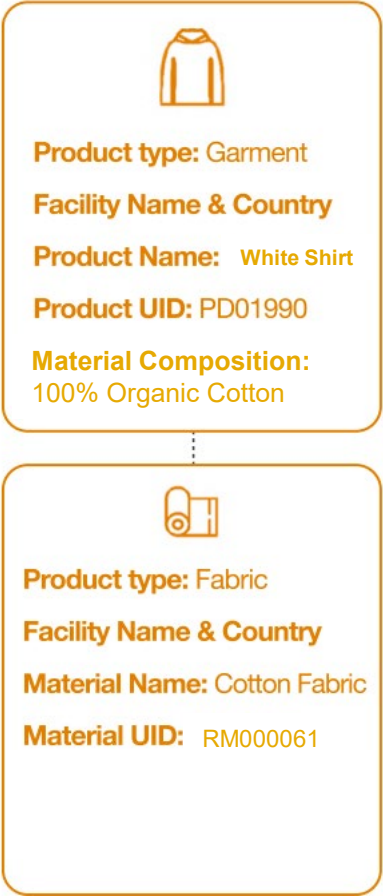 Product type: Garment
Facility Name & Country
Product Name: White Shirt
Product UID: PD01990
Material Composition:
100% Organic Cotton
Product type: Fabric
Facility Name & Country
Material Name: Cotton Fabric
Material UID: RM000061